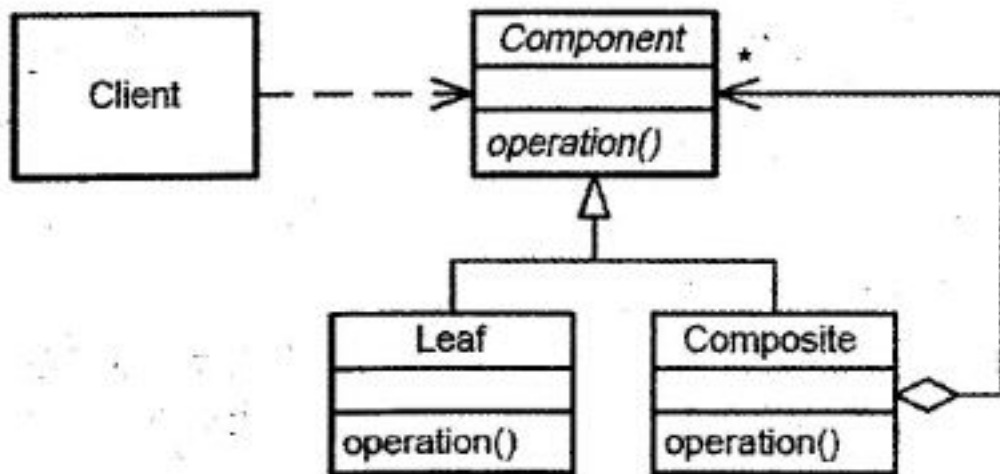 Component
*
Client
operation()
Leaf
Composite
operation()
operation()